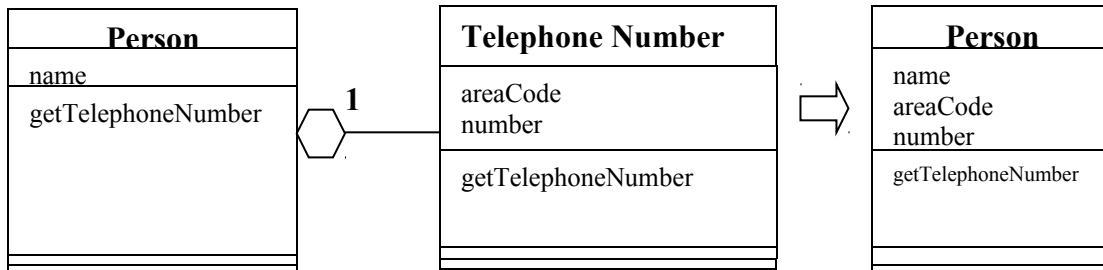 Person
name
getTelephoneNumber
1
Telephone Number
areaCode
number
getTelephoneNumber
Person
name
areaCode
number
getTelephoneNumber